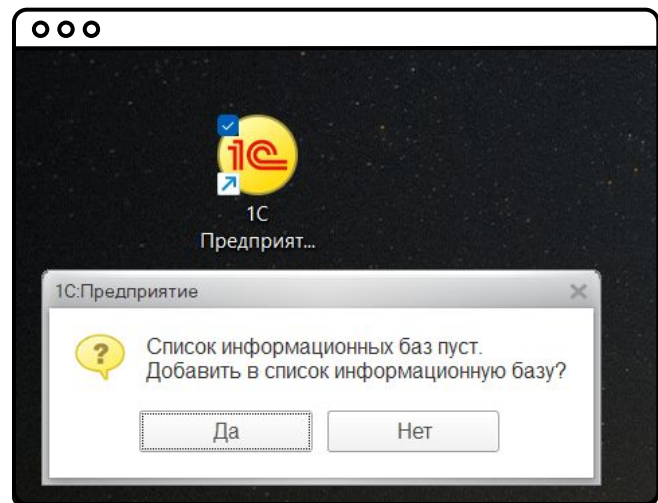 1С
1С
Предприят...
1С:Предприятие
?
Список информационных баз пуст.
Добавить в список информационную базу?
Да
Нет